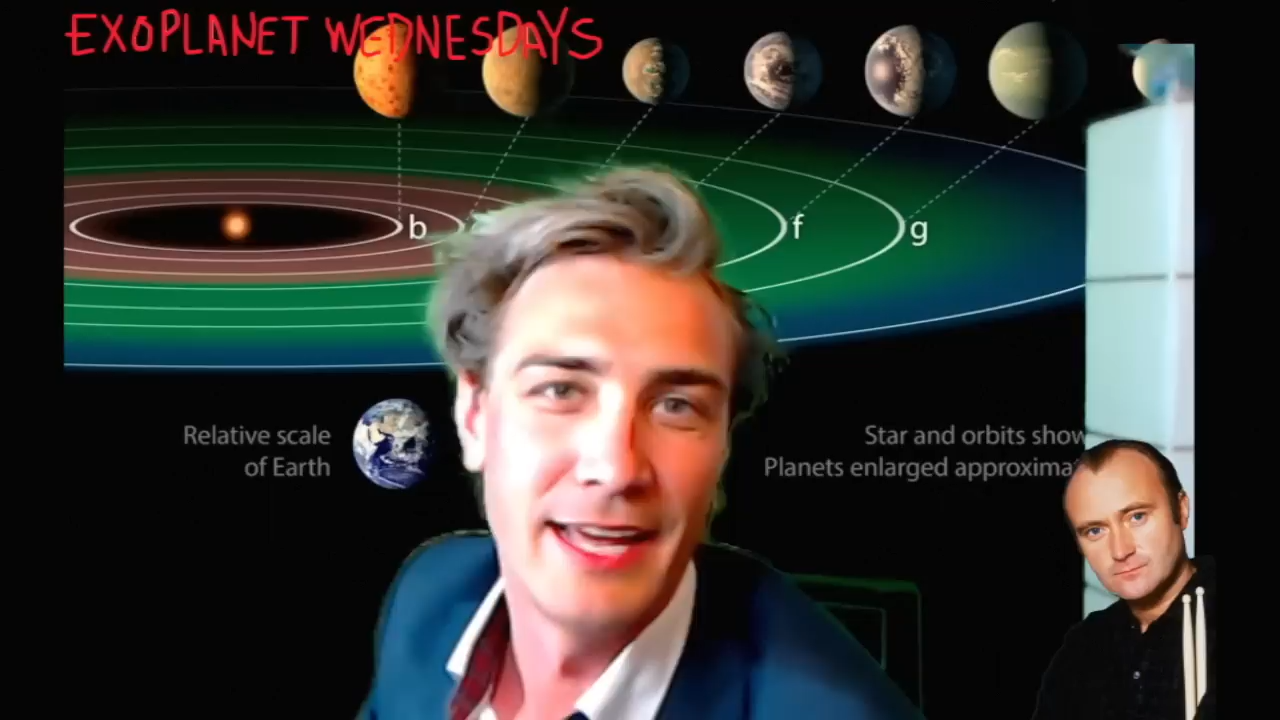 EXOPLANET WEDNESDAYS
b
f
g
Relative scale
of Earth
Star and orbits show
Planets enlarged approxima